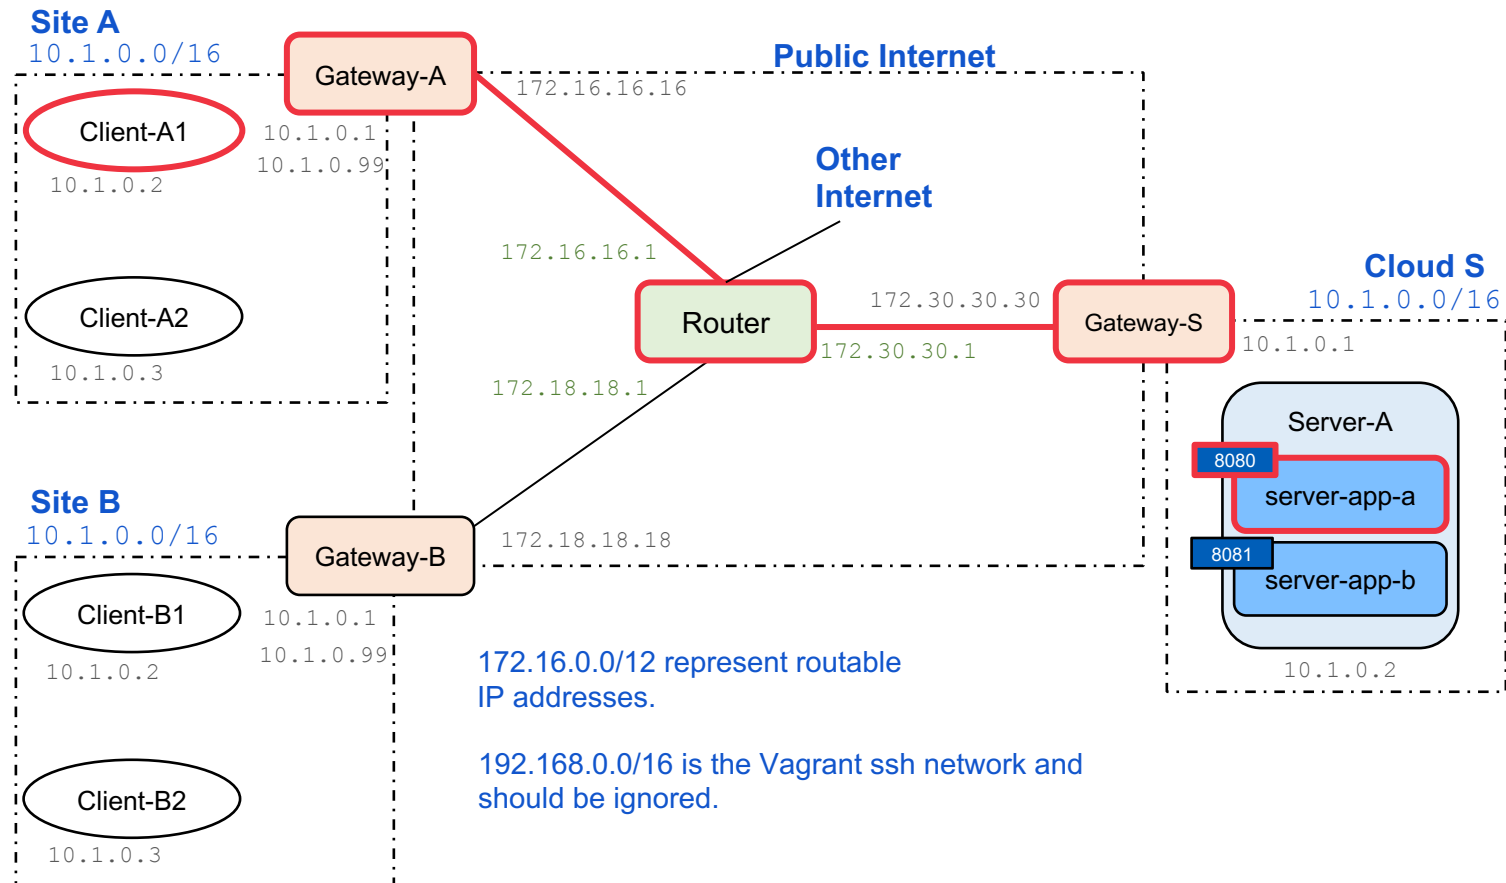 Site A
10.1.0.0/16
Gateway-A
Public Internet
172.16.16.16
Client-A1
10.1.0.1
10.1.0.99
10.1.0.2
Other
Internet
172.16.16.1
Client-A2
10.1.0.3
Router
172.30.30.30
172.30.30.1
Gateway-S
Cloud S
10.1.0.0/16
10.1.0.1
172.18.18.1
Server-A
8080
server-app-a
8081
server-app-b
10.1.0.2
Site B
10.1.0.0/16
Gateway-B
172.18.18.18
Client-B1
10.1.0.1
10.1.0.99
10.1.0.2
Client-B2
10.1.0.3
172.16.0.0/12 represent routable
IP addresses.
192.168.0.0/16 is the Vagrant ssh network and
should be ignored.